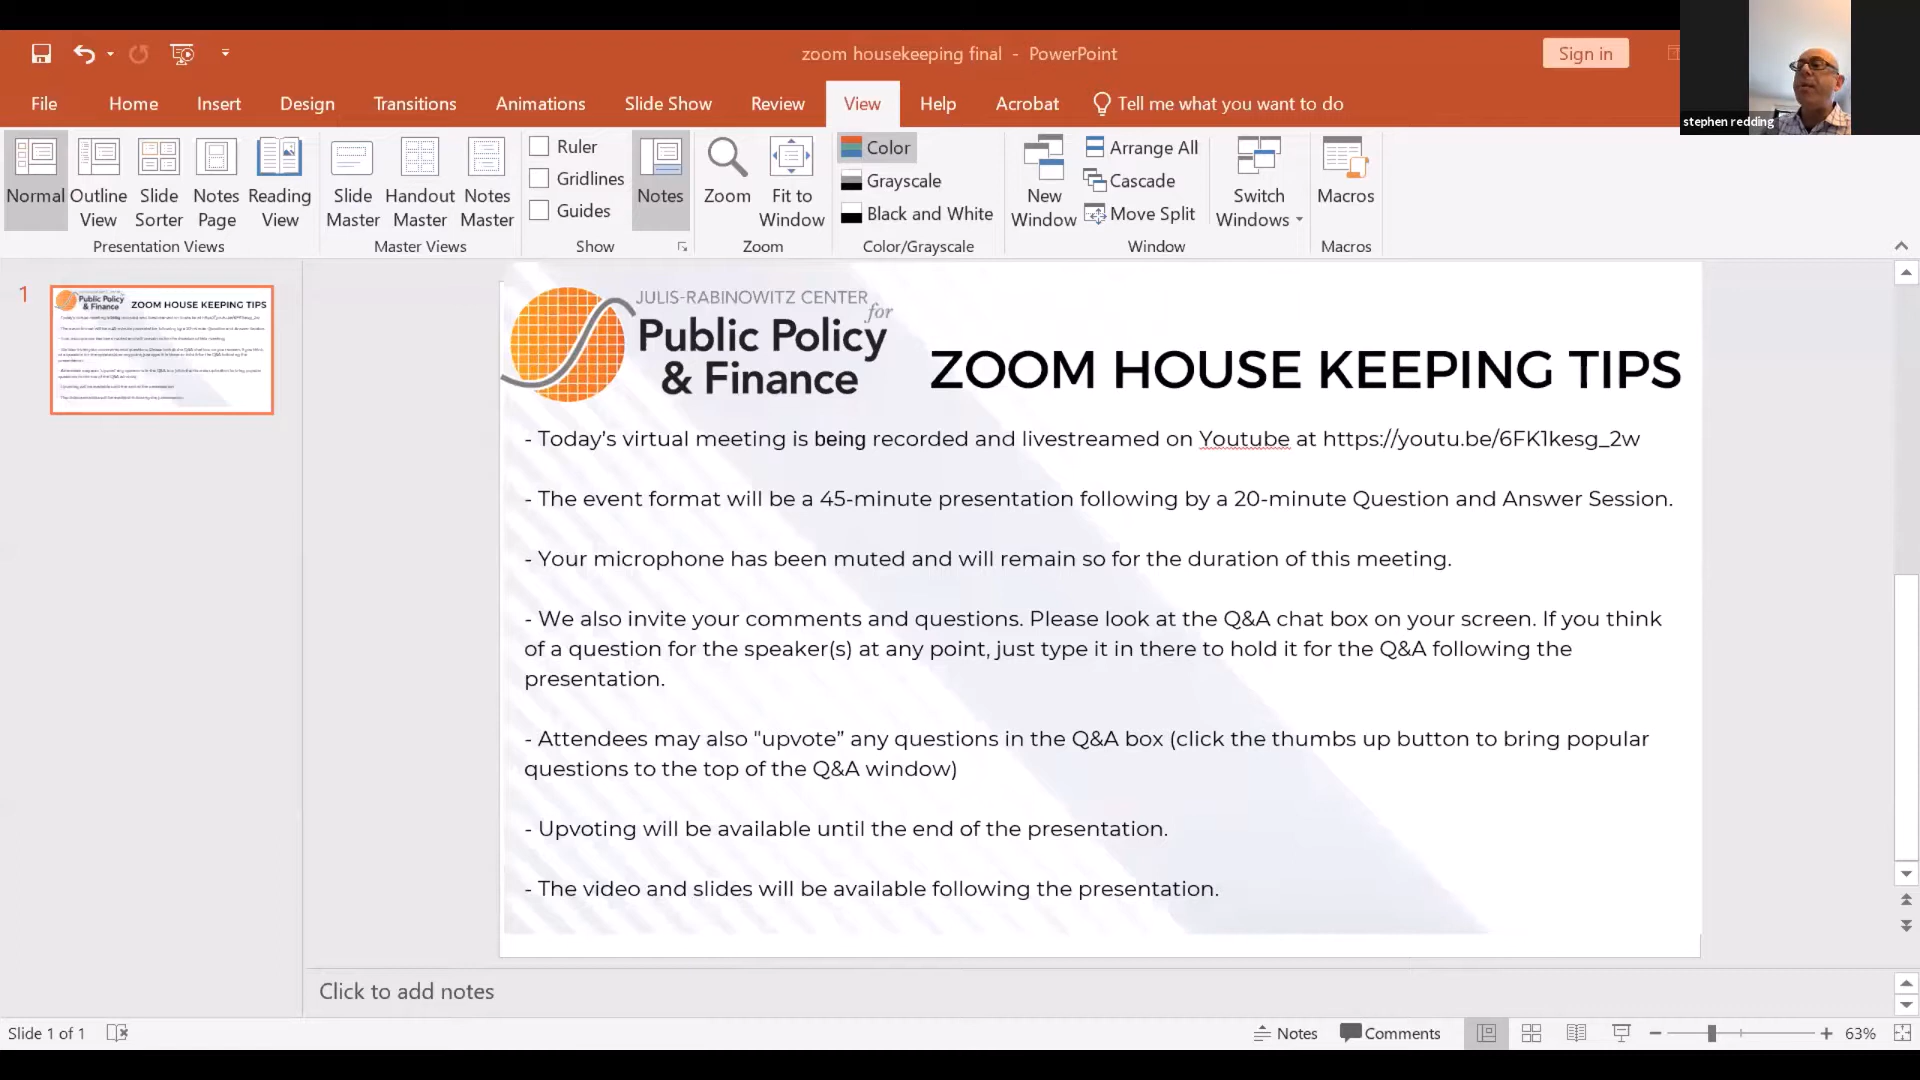 zoom housekeeping final - PowerPoint
Sign in
stephen redding
File Home Insert Design Transitions Animations Slide Show Review View Help Acrobat Tell me what you want to do
Normal Outline View Slide Sorter Notes Page Reading View
Presentation Views
Slide Master Handout Master Notes Master
Master Views
Ruler
Gridlines
Guides
Show
Notes
Zoom Fit to Window
Zoom
Color
Grayscale
Black and White
Color/Grayscale
New Window
Arrange All
Cascade
Move Split
Switch Windows
Window
Macros
Macros
1
Public Policy
& Finance
ZOOM HOUSE KEEPING TIPS
JULIS-RABINOWITZ CENTER
for
Public Policy
& Finance
ZOOM HOUSE KEEPING TIPS
- Today’s virtual meeting is being recorded and livestreamed on Youtube at https://youtu.be/6FK1kesg_2w
- The event format will be a 45-minute presentation following by a 20-minute Question and Answer Session.
- Your microphone has been muted and will remain so for the duration of this meeting.
- We also invite your comments and questions. Please look at the Q&A chat box on your screen. If you think
of a question for the speaker(s) at any point, just type it in there to hold it for the Q&A following the
presentation.
- Attendees may also "upvote” any questions in the Q&A box (click the thumbs up button to bring popular
questions to the top of the Q&A window)
- Upvoting will be available until the end of the presentation.
- The video and slides will be available following the presentation.
Click to add notes
Slide 1 of 1
Notes Comments 63%